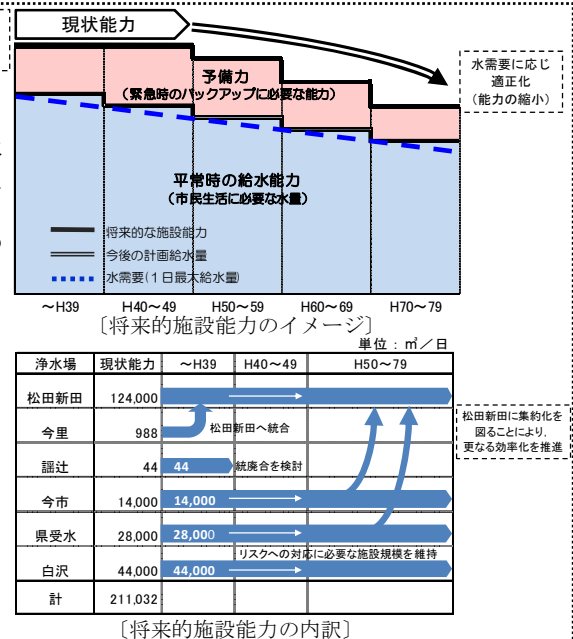 現状能力
水需要に応じ
適正化
(能力の縮小)
予備力
(緊急時のバックアップに必要な能力)
平常時の給水能力
(市民生活に必要な水量)
将来的な施設能力
今後の計画給水量
水需要(1日最大給水量)
～H39 H40～49 H50～59 H60～69 H70～79
〔将来的施設能力のイメージ〕
単位：㎥／日
浄水場 現状能力 ～H39 H40～49 H50～79
松田新田 124,000
今里 988 松田新田へ統合
謡辻 44 44 統廃合を検討
今市 14,000 14,000
県受水 28,000 28,000
リスクへの対応に必要な施設規模を維持
白沢 44,000 44,000
計 211,032
松田新田に集約化を
図ることにより、
更なる効率化を推進
〔将来的施設能力の内訳〕